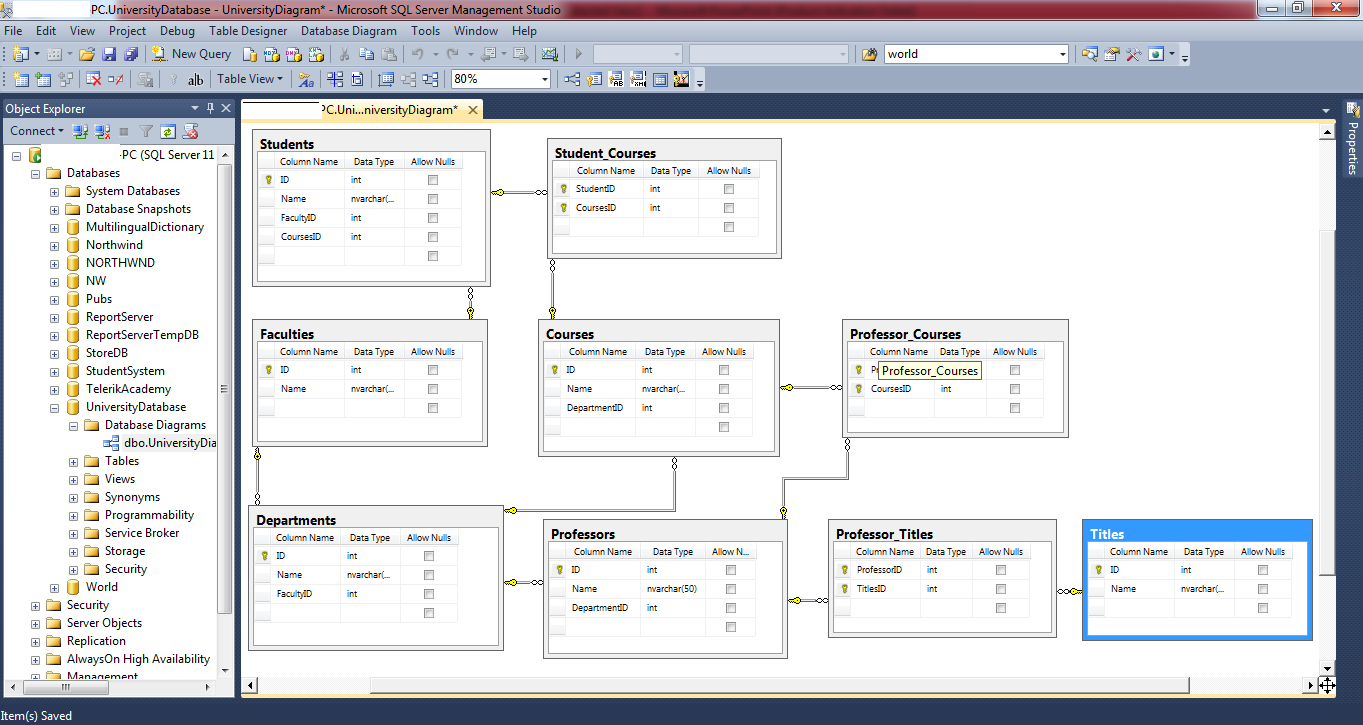 PC.UniversityDatabase - UniversityDiagram* - Microsoft SQL Server Management Studio
File Edit View Project Debug Table Designer Database Diagram Tools Window Help
New Query world
Table View 80%
Object Explorer
Connect
-PC (SQL Server 11
Databases
System Databases
Database Snapshots
MultilingualDictionary
Northwind
NORTHWND
NW
Pubs
ReportServer
ReportServerTempDB
StoreDB
StudentSystem
TelerikAcademy
UniversityDatabase
Database Diagrams
dbo.UniversityDia
Tables
Views
Synonyms
Programmability
Service Broker
Storage
Security
World
Security
Server Objects
Replication
AlwaysOn High Availability
Management
PC.Uni...niversityDiagram*
Students
Column Name Data Type Allow Nulls
ID int
Name nvarchar(...
FacultyID int
CoursesID int
Student_Courses
Column Name Data Type Allow Nulls
StudentID int
CoursesID int
Faculties
Column Name Data Type Allow Nulls
ID int
Name nvarchar(...
Courses
Column Name Data Type Allow Nulls
ID int
Name nvarchar(...
DepartmentID int
Professor_Courses
Column Name Data Type Allow Nulls
Professor_Courses
CoursesID int
Departments
Column Name Data Type Allow Nulls
ID int
Name nvarchar(...
FacultyID int
Professors
Column Name Data Type Allow N...
ID int
Name nvarchar(50)
DepartmentID int
Professor_Titles
Column Name Data Type Allow Nulls
ProfessorID int
TitlesID int
Titles
Column Name Data Type Allow Nulls
ID int
Name nvarchar(...
Properties
Item(s) Saved